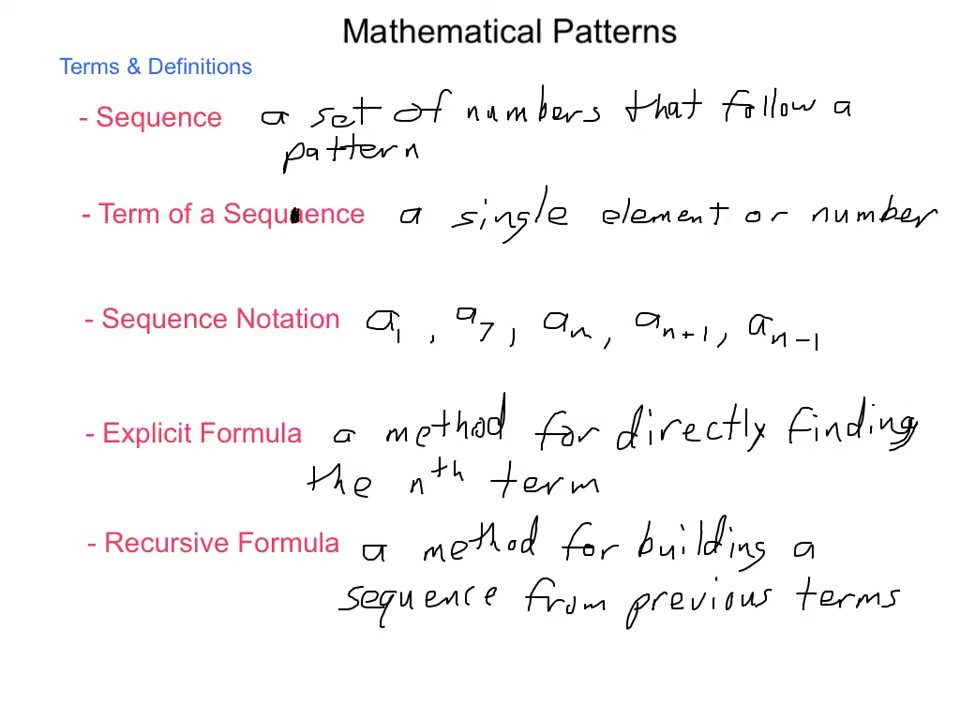 Mathematical Patterns
Terms & Definitions
- Sequence a set of numbers that follow a
pattern
- Term of a Sequence a single element or number
- Sequence Notation a₁, a₇, aₙ, aₙ₊₁, aₙ₋₁
- Explicit Formula a method for directly finding
the nᵗʰ term
- Recursive Formula a method for building a
sequence from previous terms